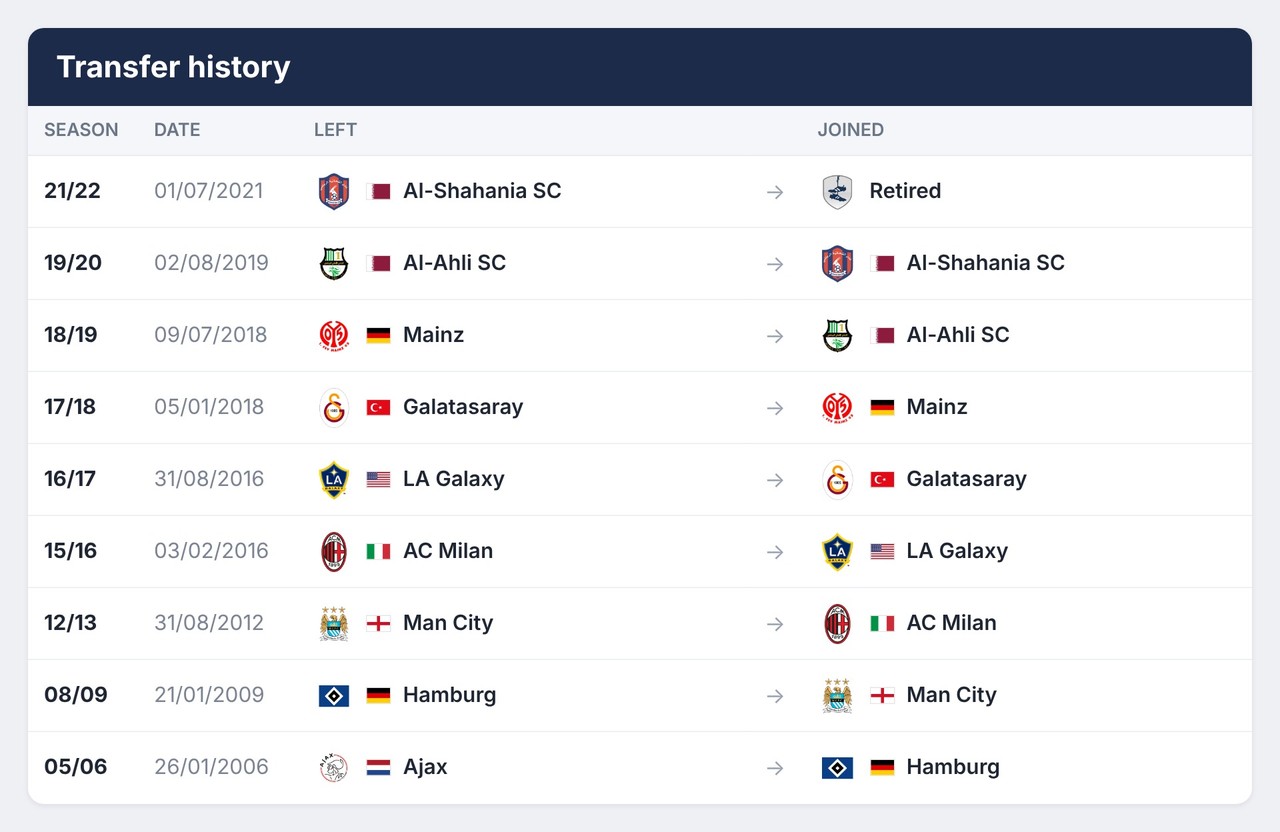 Transfer history
SEASON DATE LEFT JOINED
21/22 01/07/2021 Al-Shahania SC → Retired
19/20 02/08/2019 Al-Ahli SC → Al-Shahania SC
18/19 09/07/2018 Mainz → Al-Ahli SC
17/18 05/01/2018 Galatasaray → Mainz
16/17 31/08/2016 LA Galaxy → Galatasaray
15/16 03/02/2016 AC Milan → LA Galaxy
12/13 31/08/2012 Man City → AC Milan
08/09 21/01/2009 Hamburg → Man City
05/06 26/01/2006 Ajax → Hamburg